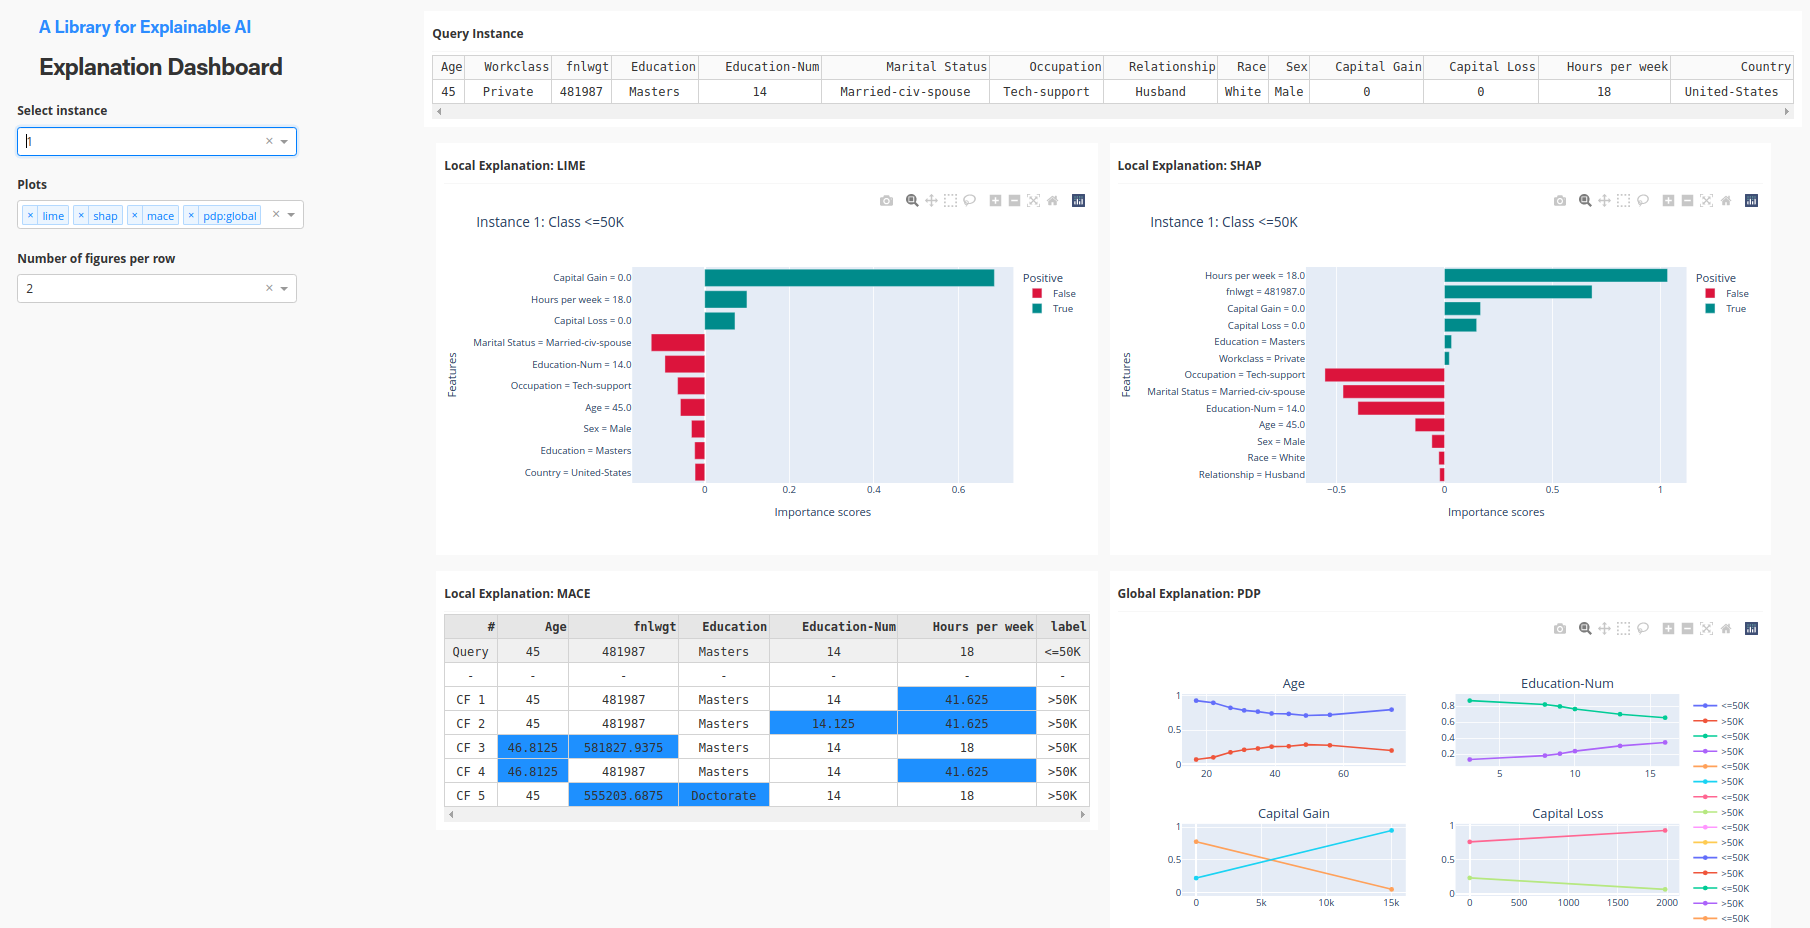 A Library for Explainable AI
Explanation Dashboard
Select instance
1
Plots
× lime × shap × mace × pdp:global
Number of figures per row
2
Query Instance
Age Workclass fnlwgt Education Education-Num Marital Status Occupation Relationship Race Sex Capital Gain Capital Loss Hours per week Country
45 Private 481987 Masters 14 Married-civ-spouse Tech-support Husband White Male 0 0 18 United-States
Local Explanation: LIME
Instance 1: Class <=50K
Features
Capital Gain = 0.0
Hours per week = 18.0
Capital Loss = 0.0
Marital Status = Married-civ-spouse
Education-Num = 14.0
Occupation = Tech-support
Age = 45.0
Sex = Male
Education = Masters
Country = United-States
0 0.2 0.4 0.6
Importance scores
Positive
False
True
Local Explanation: SHAP
Instance 1: Class <=50K
Features
Hours per week = 18.0
fnlwgt = 481987.0
Capital Gain = 0.0
Capital Loss = 0.0
Education = Masters
Workclass = Private
Occupation = Tech-support
Marital Status = Married-civ-spouse
Education-Num = 14.0
Age = 45.0
Sex = Male
Race = White
Relationship = Husband
−0.5 0 0.5 1
Importance scores
Positive
False
True
Local Explanation: MACE
# Age fnlwgt Education Education-Num Hours per week label
Query 45 481987 Masters 14 18 <=50K
- - - - - - -
CF 1 45 481987 Masters 14 41.625 >50K
CF 2 45 481987 Masters 14.125 41.625 >50K
CF 3 46.8125 581827.9375 Masters 14 18 >50K
CF 4 46.8125 481987 Masters 14 41.625 >50K
CF 5 45 555203.6875 Doctorate 14 18 >50K
Global Explanation: PDP
Age
1
0.5
0
20 40 60
Education-Num
0.8
0.6
0.4
0.2
5 10 15
Capital Gain
1
0.5
0
0 5k 10k 15k
Capital Loss
1
0.5
0
0 500 1000 1500 2000
<=50K
>50K
<=50K
>50K
<=50K
>50K
<=50K
>50K
<=50K
>50K
<=50K
>50K
<=50K
>50K
<=50K